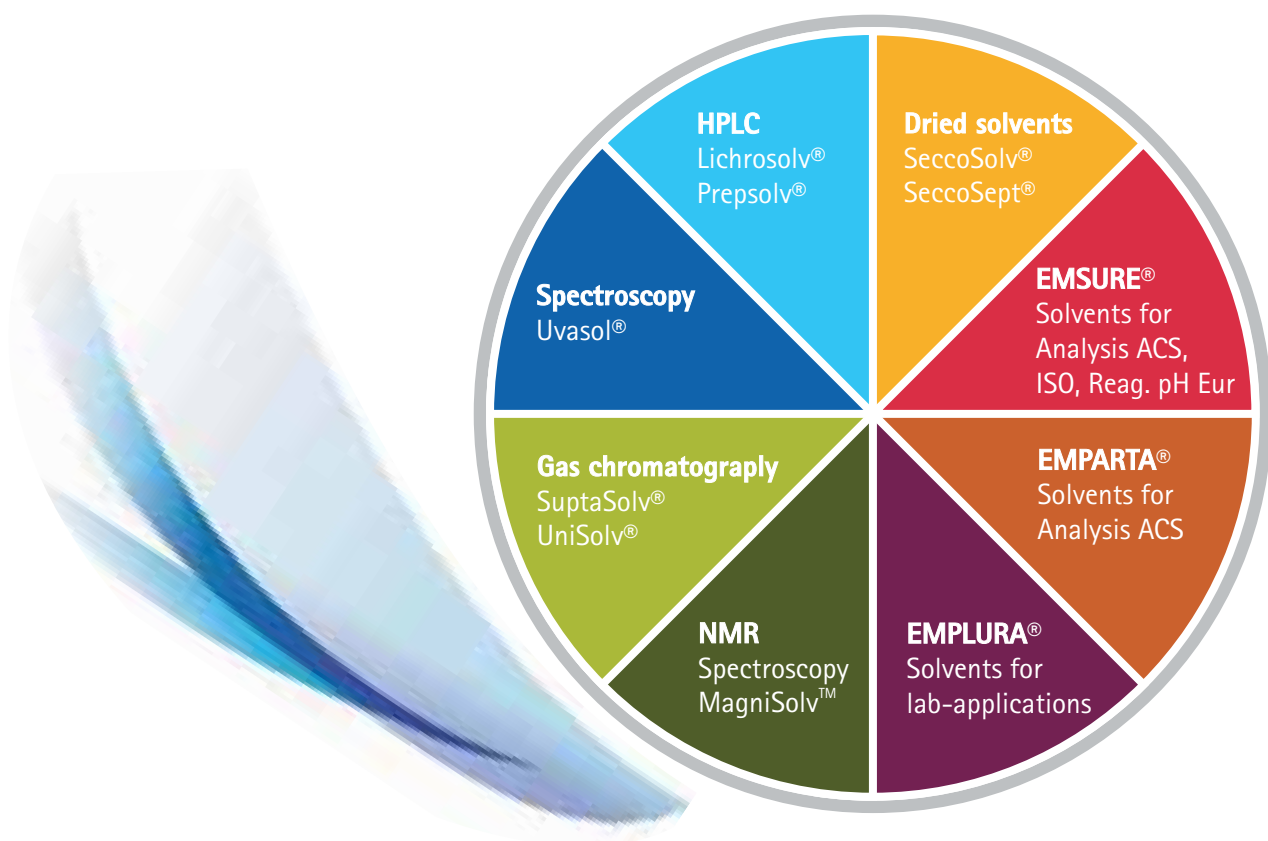 HPLC
Lichrosolv®
Prepsolv®
Dried solvents
SeccoSolv®
SeccoSept®
EMSURE®
Solvents for
Analysis ACS,
ISO, Reag. pH Eur
EMPARTA®
Solvents for
Analysis ACS
EMPLURA®
Solvents for
lab-applications
NMR
Spectroscopy
MagniSolv™
Gas chromatograply
SuptaSolv®
UniSolv®
Spectroscopy
Uvasol®